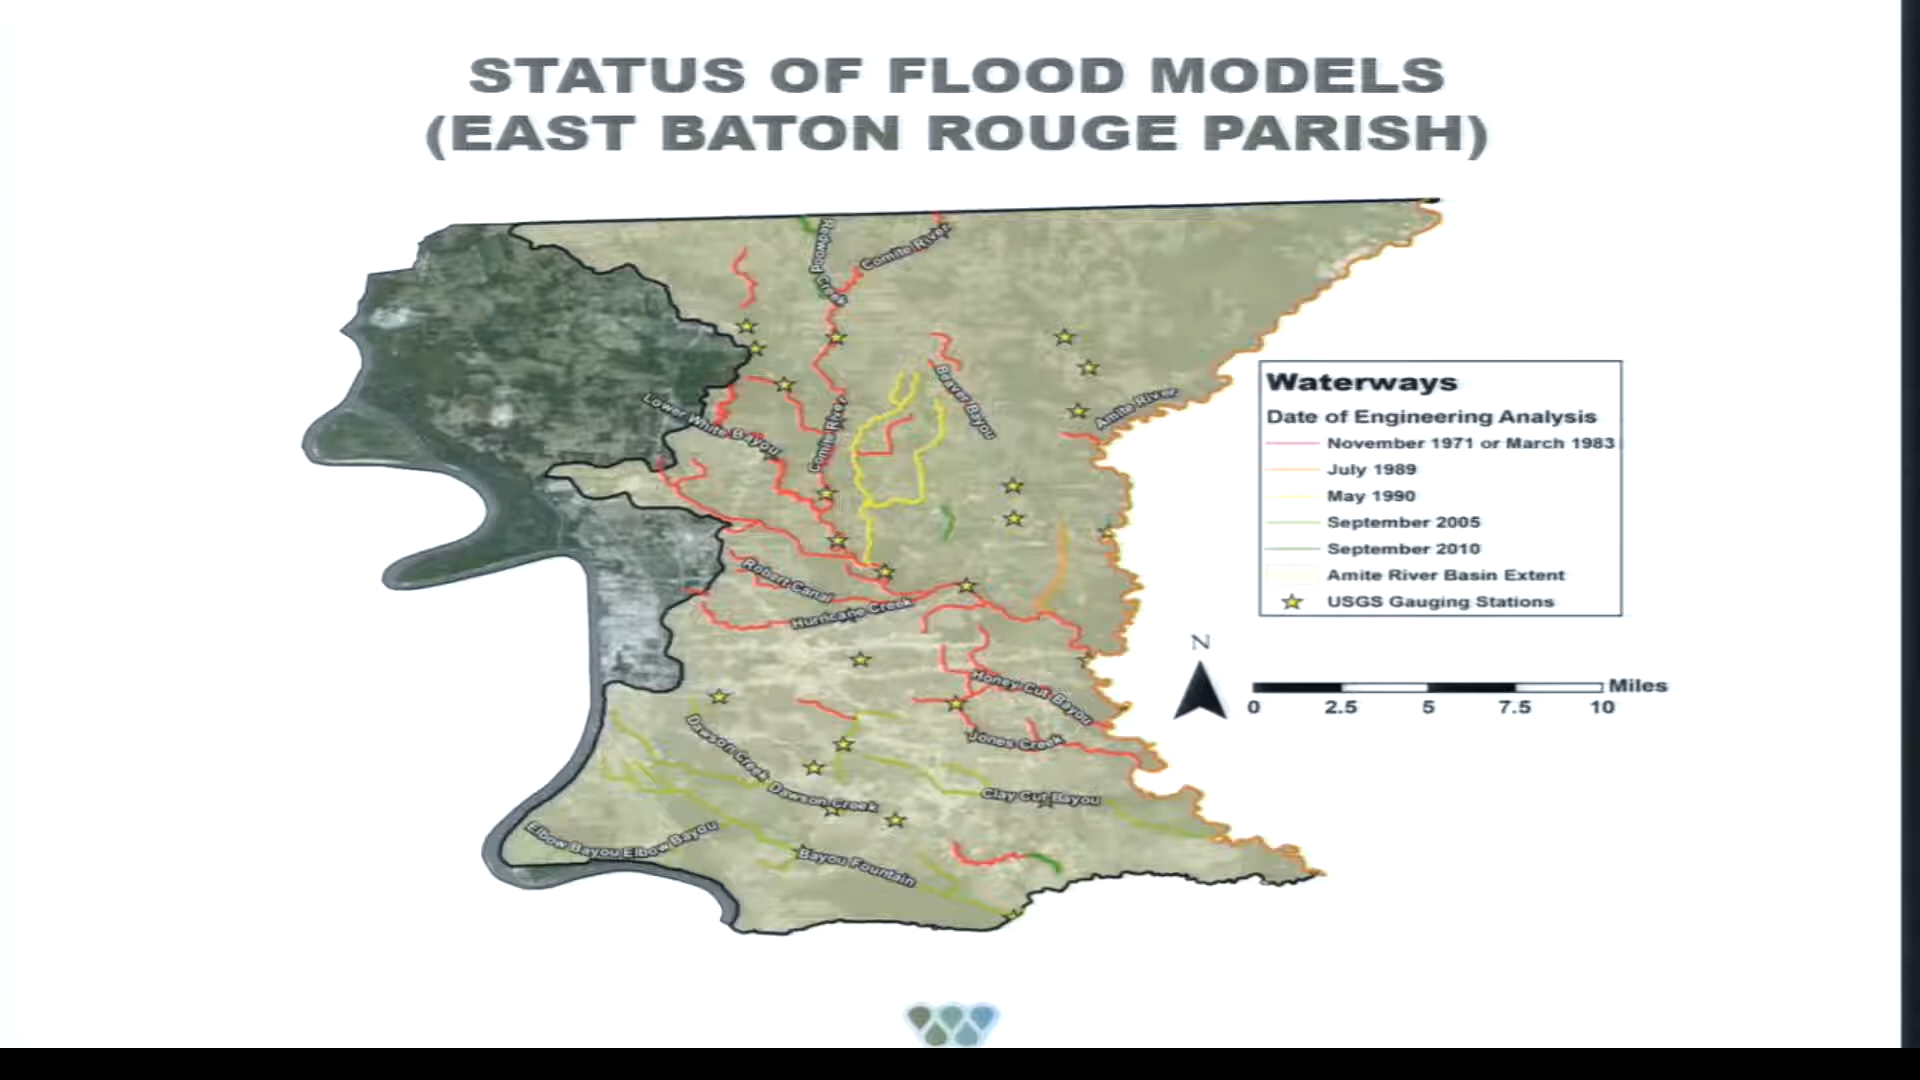 STATUS OF FLOOD MODELS
(EAST BATON ROUGE PARISH)
Redwood Creek
Comite River
Beaver Bayou
Amite River
Lower White Bayou
Comite River
Robert Canal
Hurricane Creek
Honey Cut Bayou
Jones Creek
Dawson Creek Dawson Creek
Clay Cut Bayou
Elbow Bayou Elbow Bayou
Bayou Fountain
Waterways
Date of Engineering Analysis
November 1971 or March 1983
July 1989
May 1990
September 2005
September 2010
Amite River Basin Extent
USGS Gauging Stations
N
Miles
0 2.5 5 7.5 10